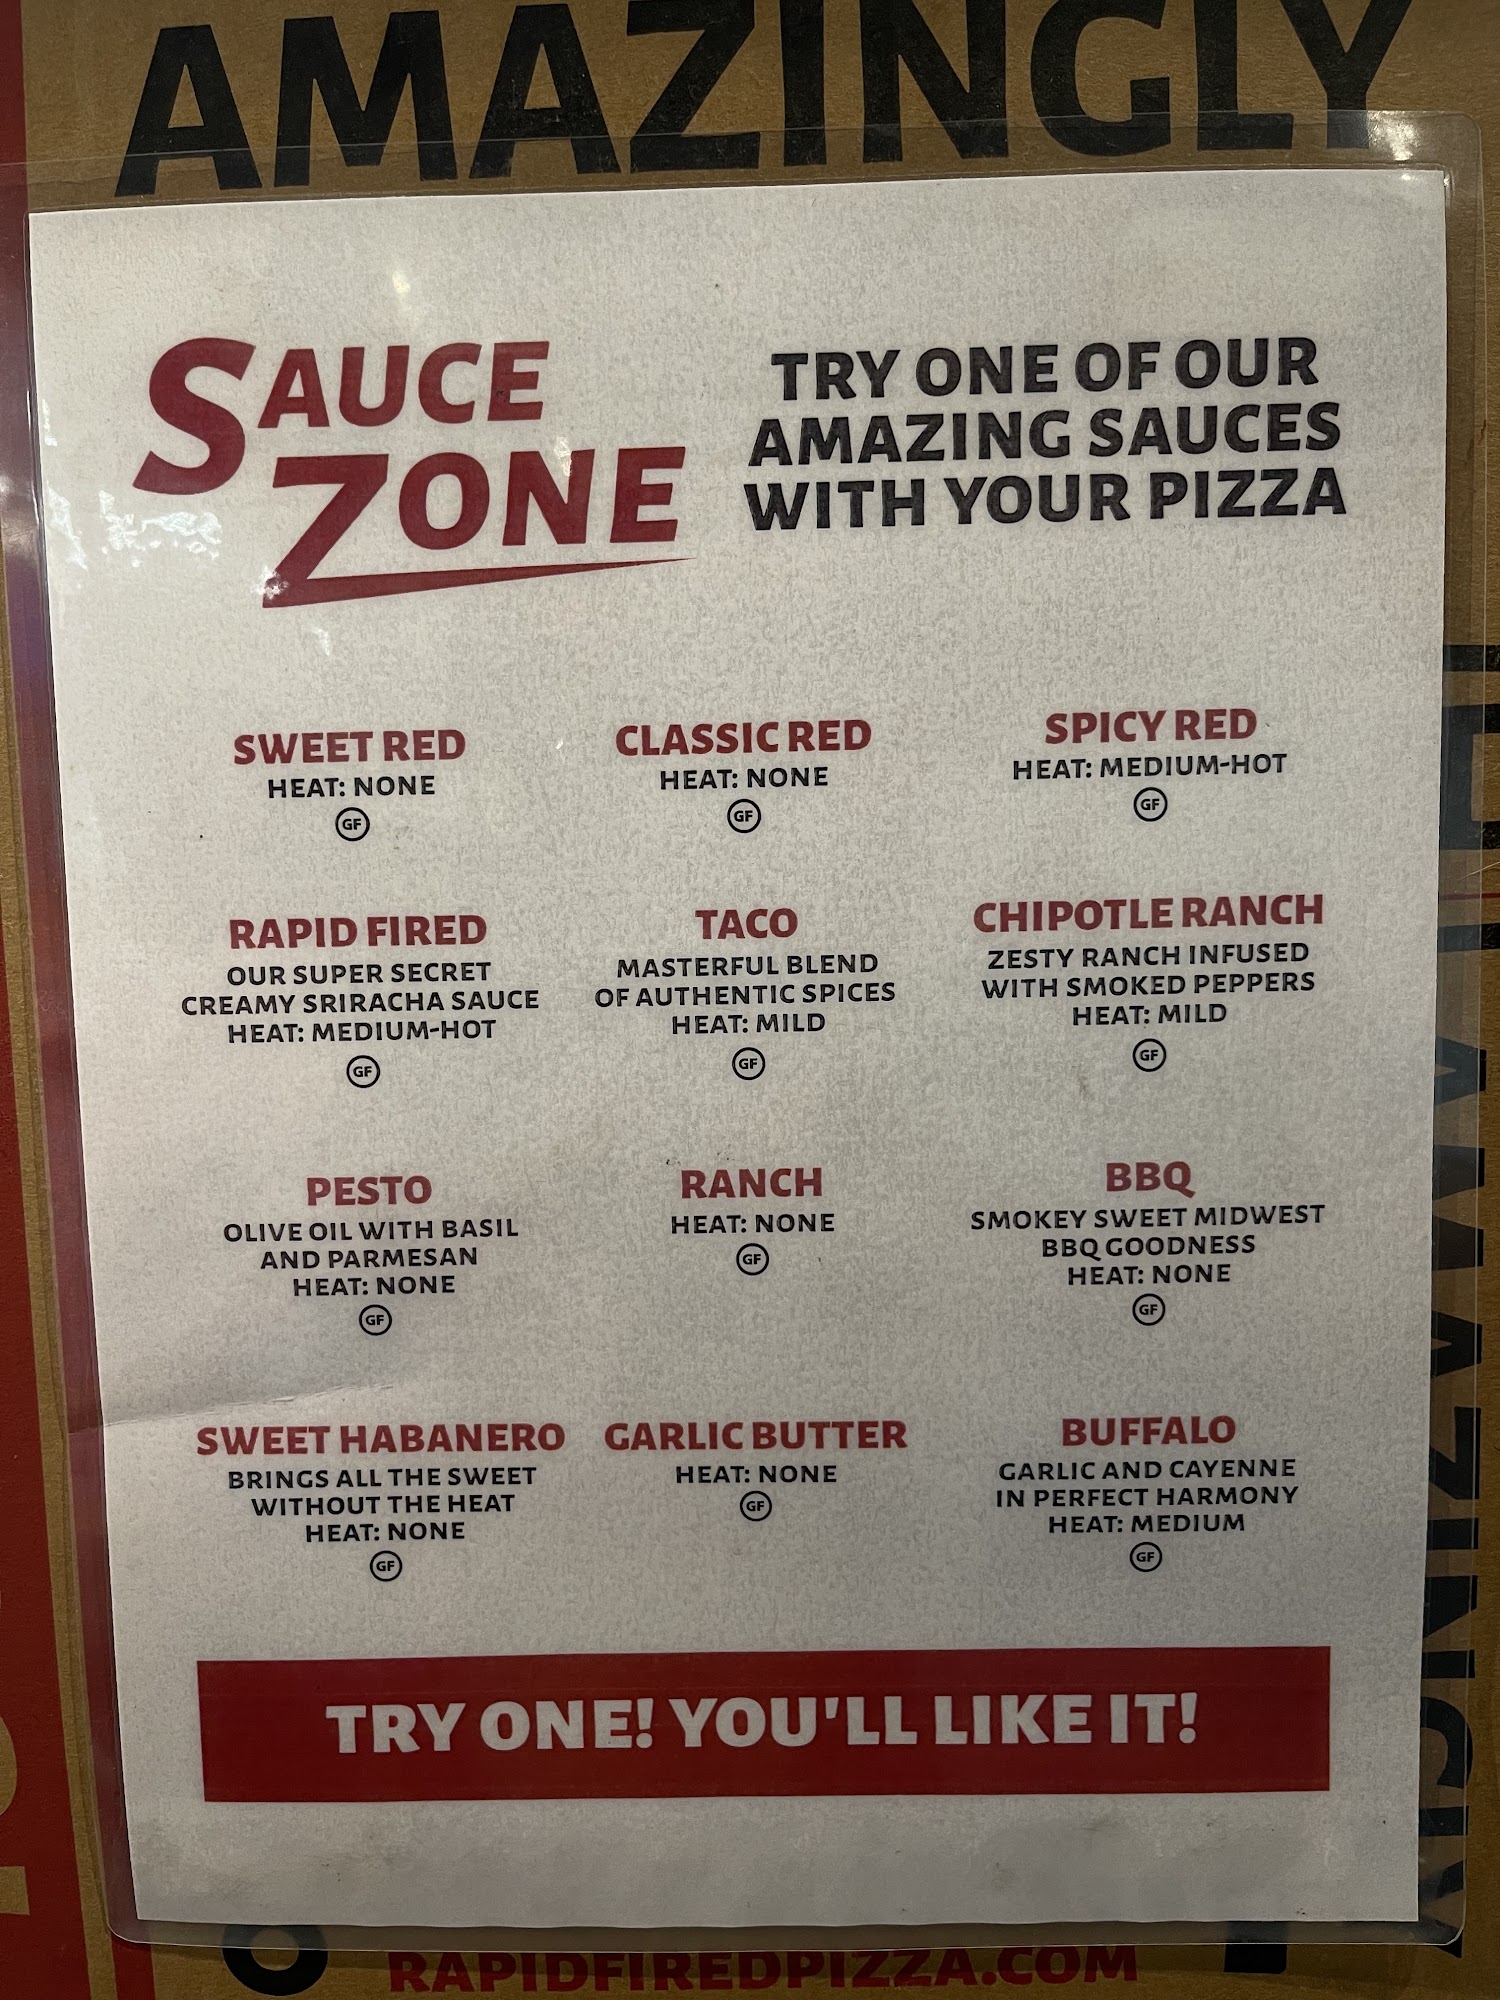 AMAZINGLY
SAUCE
ZONE
TRY ONE OF OUR
AMAZING SAUCES
WITH YOUR PIZZA
SWEET RED
HEAT: NONE
GF
CLASSIC RED
HEAT: NONE
GF
SPICY RED
HEAT: MEDIUM-HOT
GF
RAPID FIRED
OUR SUPER SECRET
CREAMY SRIRACHA SAUCE
HEAT: MEDIUM-HOT
GF
TACO
MASTERFUL BLEND
OF AUTHENTIC SPICES
HEAT: MILD
GF
CHIPOTLE RANCH
ZESTY RANCH INFUSED
WITH SMOKED PEPPERS
HEAT: MILD
GF
PESTO
OLIVE OIL WITH BASIL
AND PARMESAN
HEAT: NONE
GF
RANCH
HEAT: NONE
GF
BBQ
SMOKEY SWEET MIDWEST
BBQ GOODNESS
HEAT: NONE
GF
SWEET HABANERO
BRINGS ALL THE SWEET
WITHOUT THE HEAT
HEAT: NONE
GF
GARLIC BUTTER
HEAT: NONE
GF
BUFFALO
GARLIC AND CAYENNE
IN PERFECT HARMONY
HEAT: MEDIUM
GF
TRY ONE! YOU'LL LIKE IT!
RAPIDFIREDPIZZA.COM